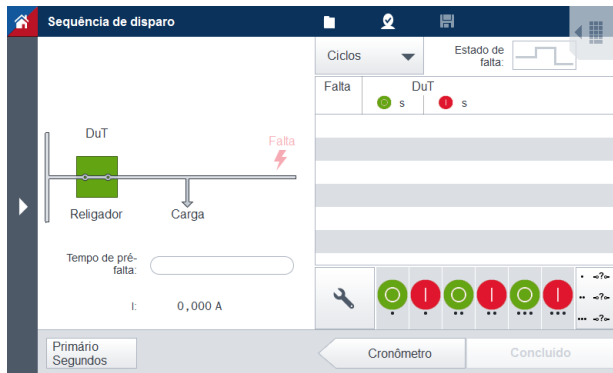 Sequência de disparo
Ciclos
Estado de
falta:
Falta
DuT
s
s
DuT
Falta
Religador
Carga
Tempo de pré-
falta:
I:
0,000 A
?
?
?
Primário
Segundos
Cronômetro
Concluído